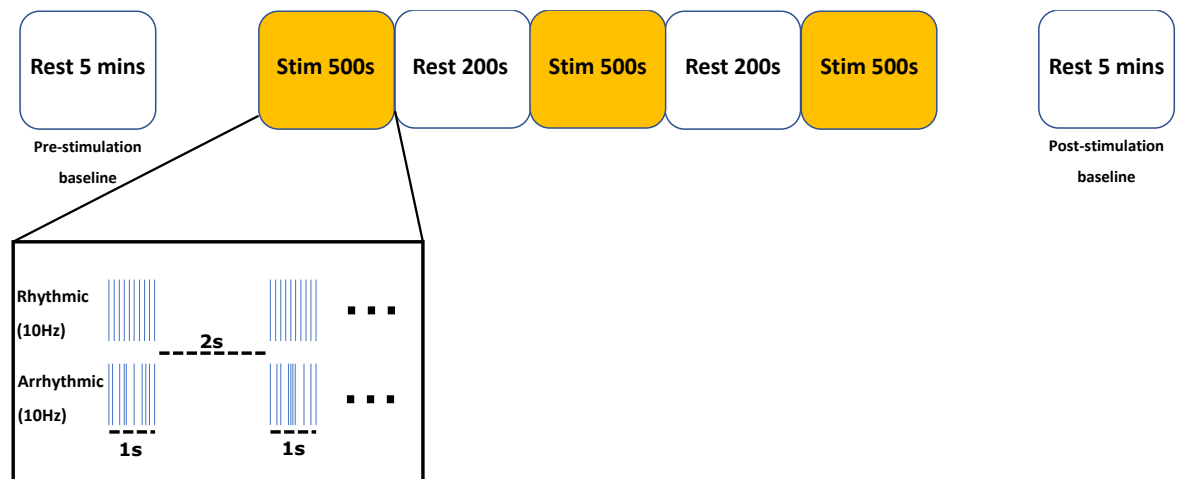 Rest 5 mins
Stim 500s
Rest 200s
Stim 500s
Rest 200s
Stim 500s
Rest 5 mins
Pre-stimulation
baseline
Post-stimulation
baseline
Rhythmic
(10Hz)
2s
Arrhythmic
(10Hz)
1s
1s